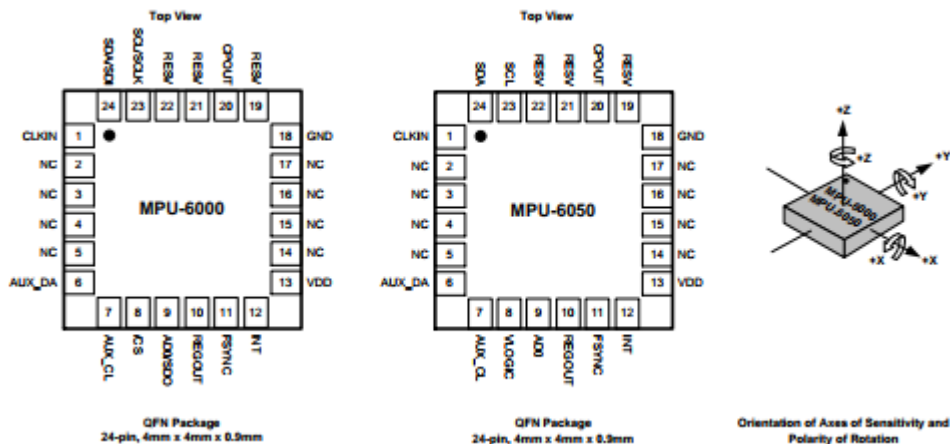 Top View
SDA/SDI
SCL/SCLK
RESV
RESV
CPOUT
RESV
24
23
22
21
20
19
CLKIN 1
18 GND
NC 2
17 NC
NC 3
16 NC
MPU-6000
NC 4
15 NC
NC 5
14 NC
AUX_DA 6
13 VDD
7
8
9
10
11
12
AUX_CL
/CS
AD0/SDO
REGOUT
FSYNC
INT
QFN Package
24-pin, 4mm x 4mm x 0.9mm
Top View
SDA
SCL
RESV
RESV
CPOUT
RESV
24
23
22
21
20
19
CLKIN 1
18 GND
NC 2
17 NC
NC 3
16 NC
MPU-6050
NC 4
15 NC
NC 5
14 NC
AUX_DA 6
13 VDD
7
8
9
10
11
12
AUX_CL
VLOGIC
AD0
REGOUT
FSYNC
INT
QFN Package
24-pin, 4mm x 4mm x 0.9mm
+Z
+Z
+Y
+Y
MPU-6000
MPU-6050
+X
+X
Orientation of Axes of Sensitivity and
Polarity of Rotation